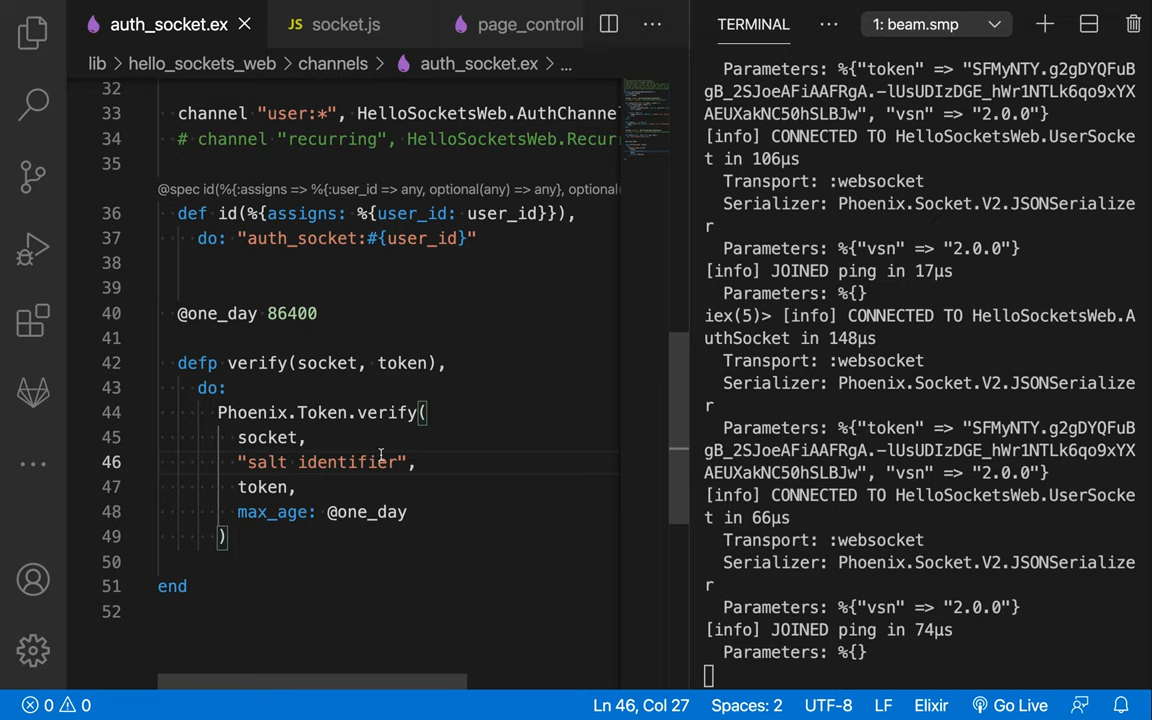 auth_socket.ex
JS socket.js
page_controll
lib > hello_sockets_web > channels > auth_socket.ex > ...
32
33 channel "user:*", HelloSocketsWeb.AuthChanne
34 # channel "recurring", HelloSocketsWeb.Recur
35
@spec id(%{:assigns => %{:user_id => any, optional(any) => any}, optional
36 def id(%{assigns: %{user_id: user_id}}),
37 do: "auth_socket:#{user_id}"
38
39
40 @one_day 86400
41
42 defp verify(socket, token),
43 do:
44 Phoenix.Token.verify(
45 socket,
46 "salt identifier",
47 token,
48 max_age: @one_day
49 )
50
51 end
52
TERMINAL
1: beam.smp
Parameters: %{"token" => "SFMyNTY.g2gDYQFuB
gB_2SJoeAFiAAFRgA.-lUsUDIzDGE_hWr1NTLk6qo9xYX
AEUXakNC50hSLBJw", "vsn" => "2.0.0"}
[info] CONNECTED TO HelloSocketsWeb.UserSocke
t in 106µs
Transport: :websocket
Serializer: Phoenix.Socket.V2.JSONSerialize
r
Parameters: %{"vsn" => "2.0.0"}
[info] JOINED ping in 17µs
Parameters: %{}
iex(5)> [info] CONNECTED TO HelloSocketsWeb.A
uthSocket in 148µs
Transport: :websocket
Serializer: Phoenix.Socket.V2.JSONSerialize
r
Parameters: %{"token" => "SFMyNTY.g2gDYQFuB
gB_2SJoeAFiAAFRgA.-lUsUDIzDGE_hWr1NTLk6qo9xYX
AEUXakNC50hSLBJw", "vsn" => "2.0.0"}
[info] CONNECTED TO HelloSocketsWeb.UserSocke
t in 66µs
Transport: :websocket
Serializer: Phoenix.Socket.V2.JSONSerialize
r
Parameters: %{"vsn" => "2.0.0"}
[info] JOINED ping in 74µs
Parameters: %{}
0 0
Ln 46, Col 27
Spaces: 2
UTF-8
LF
Elixir
Go Live